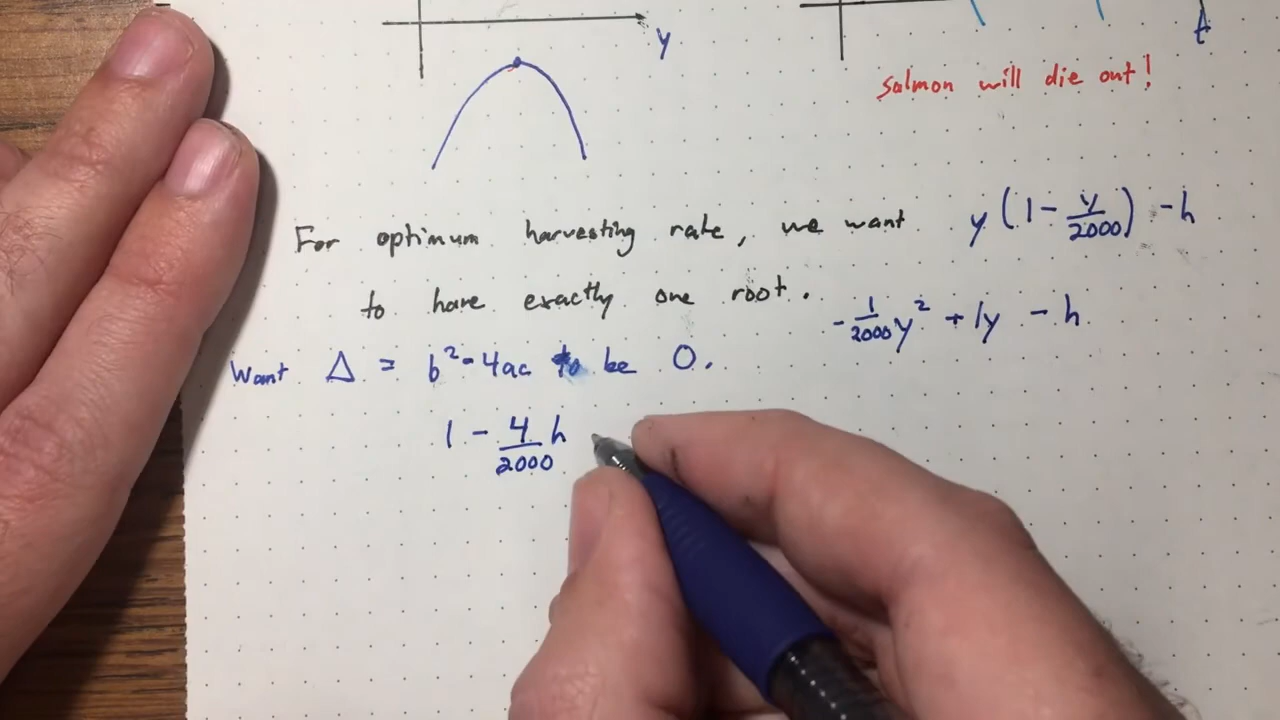 y
t
salmon will die out!
For optimum harvesting rate, we want y(1 - y/2000) - h
to have exactly one root.
-1/2000 y² + 1y - h
Want Δ = b² - 4ac to be 0.
1 - 4/2000 h